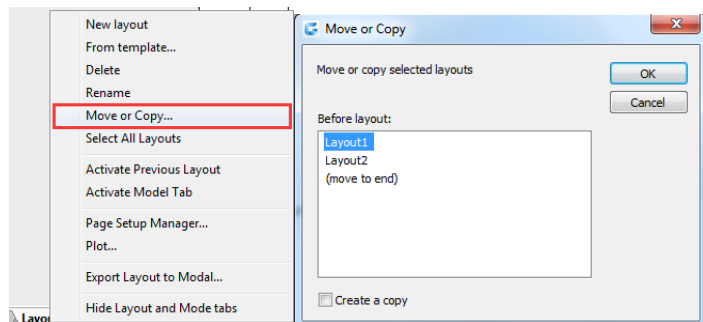 New layout
From template...
Delete
Rename
Move or Copy...
Select All Layouts
Activate Previous Layout
Activate Model Tab
Page Setup Manager...
Plot...
Export Layout to Modal...
Hide Layout and Mode tabs
Move or Copy
Move or copy selected layouts
OK
Cancel
Before layout:
Layout1
Layout2
(move to end)
Create a copy